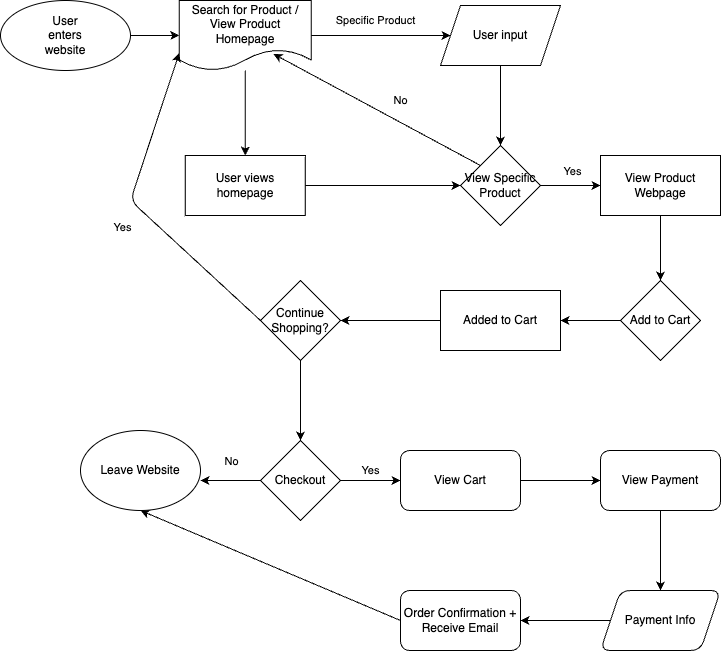 User
enters
website
Search for Product /
View Product
Homepage
Specific Product
User input
No
User views
homepage
View Specific
Product
Yes
View Product
Webpage
Yes
Continue
Shopping?
Added to Cart
Add to Cart
Leave Website
No
Checkout
Yes
View Cart
View Payment
Order Confirmation +
Receive Email
Payment Info